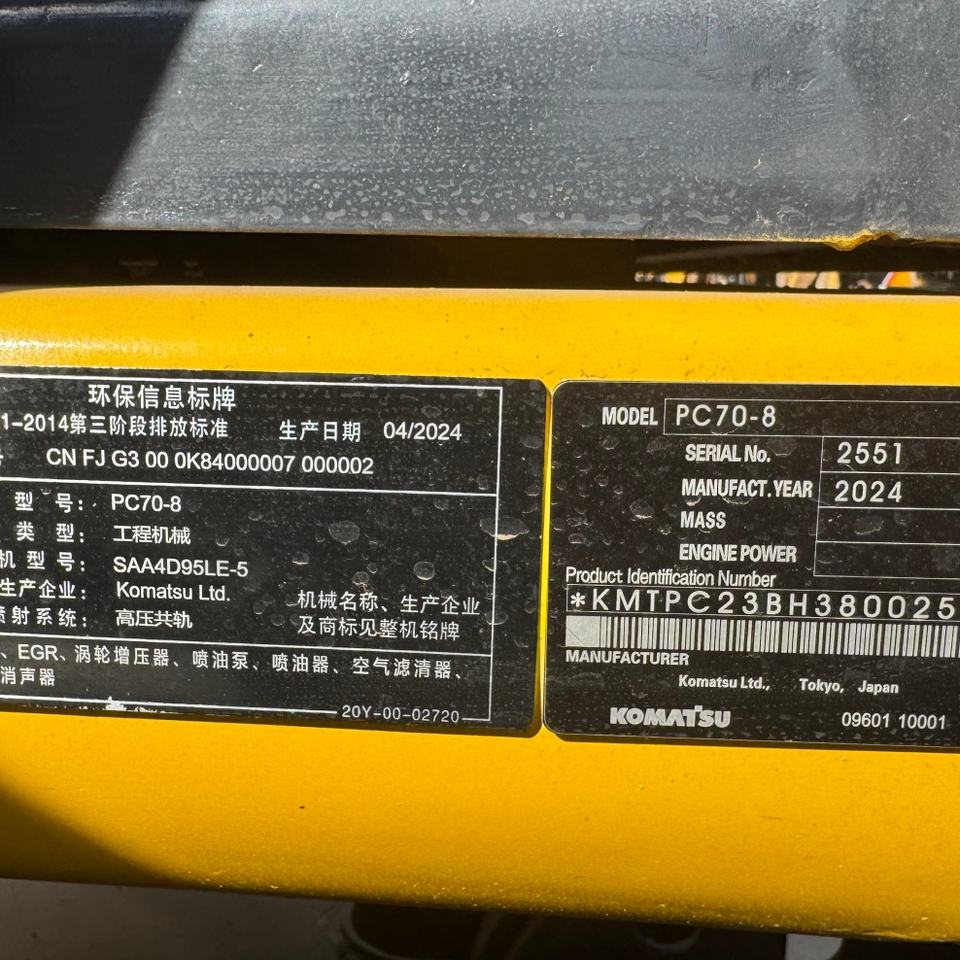 环保信息标牌
1-2014第三阶段排放标准 生产日期 04/2024
CN FJ G3 00 0K84000007 000002
型 号: PC70-8
类 型: 工程机械
机 型 号: SAA4D95LE-5
生产企业: Komatsu Ltd.
喷射系统: 高压共轨
机械名称、生产企业
及商标见整机铭牌
、EGR、涡轮增压器、喷油泵、喷油器、空气滤清器、
消声器
20Y-00-02720
MODEL PC70-8
SERIAL No. 2551
MANUFACT.YEAR 2024
MASS
ENGINE POWER
Product Identification Number
*KMTPC23BH380025
MANUFACTURER
Komatsu Ltd., Tokyo, Japan
KOMATSU 09601 10001